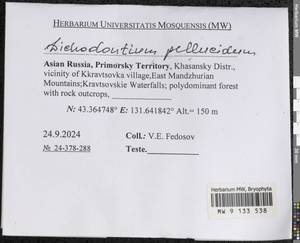 HERBARIUM UNIVERSITATIS MOSQUENSIS (MW)
Dichodontium pellucidum
Asian Russia, Primorsky Territory, Khasansky Distr.,
vicinity of Kkravtsovka village,East Mandzhurian
Mountains;Kravtsovskie Waterfalls; polydominant forest
with rock outcrops,
N: 43.364748° E: 131.641842° Alt.≈ 150 m
24.9.2024 Coll.: V.E. Fedosov
№ 24-378-288 Teste.
Herbarium MW, Bryophyta
MW 9 133 538